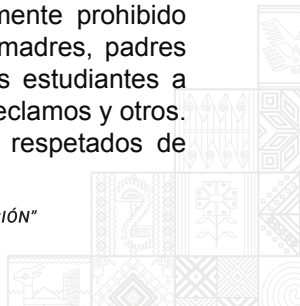 mente prohibido
madres, padres
s estudiantes a
eclamos y otros.
respetados de
IÓN"